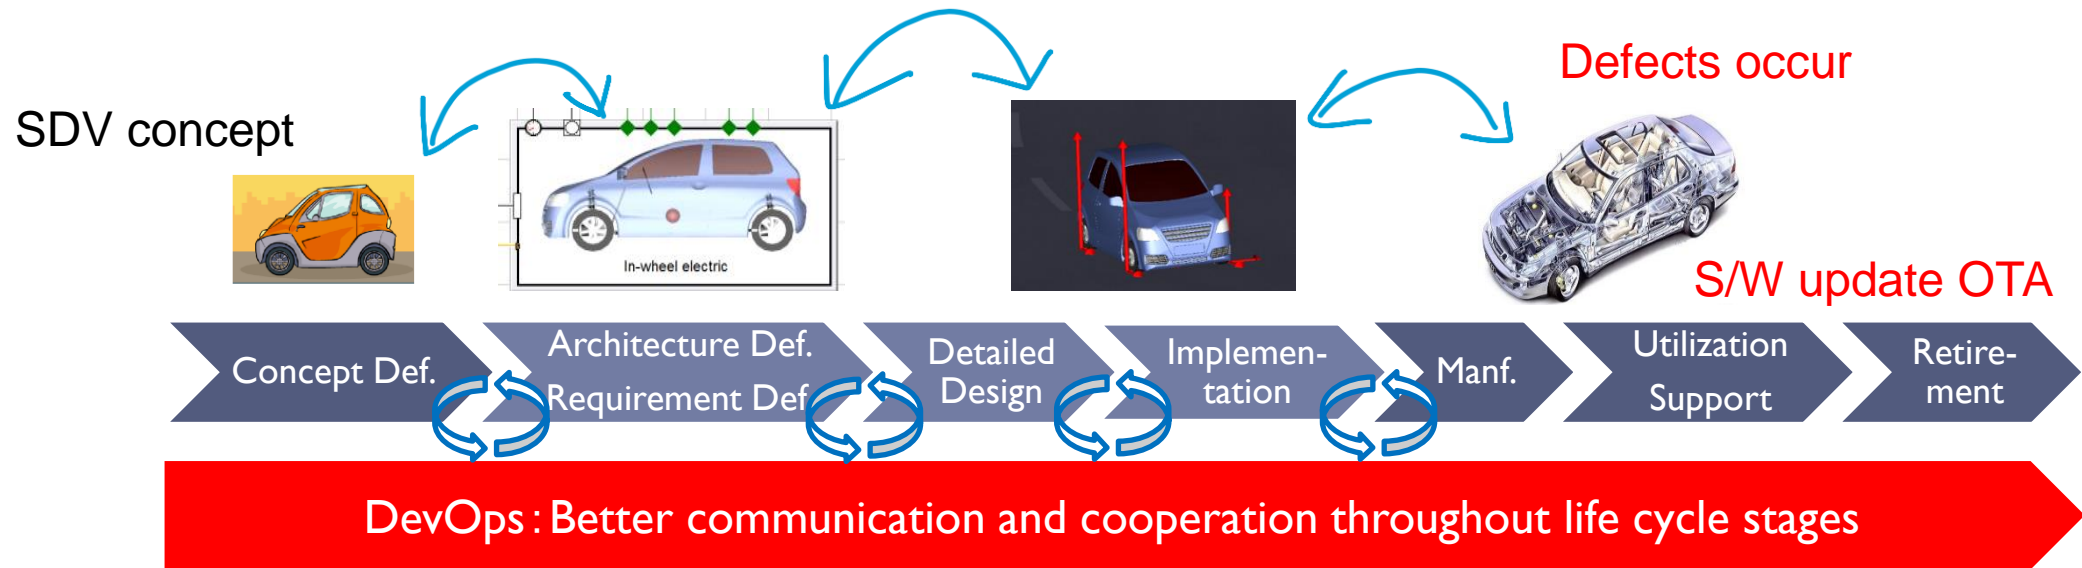 Defects occur
SDV concept
In-wheel electric
S/W update OTA
Concept Def.
Architecture Def.
Requirement Def
Detailed
Design
Implemen-
tation
Manf.
Utilization
Support
Retire-
ment
DevOps: Better communication and cooperation throughout life cycle stages